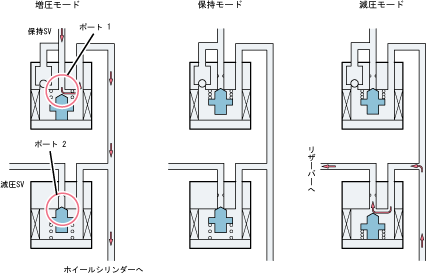 増圧モード
保持モード
減圧モード
保持SV
ポート 1
ポート 2
減圧SV
リザーバーへ
ホイールシリンダーへ